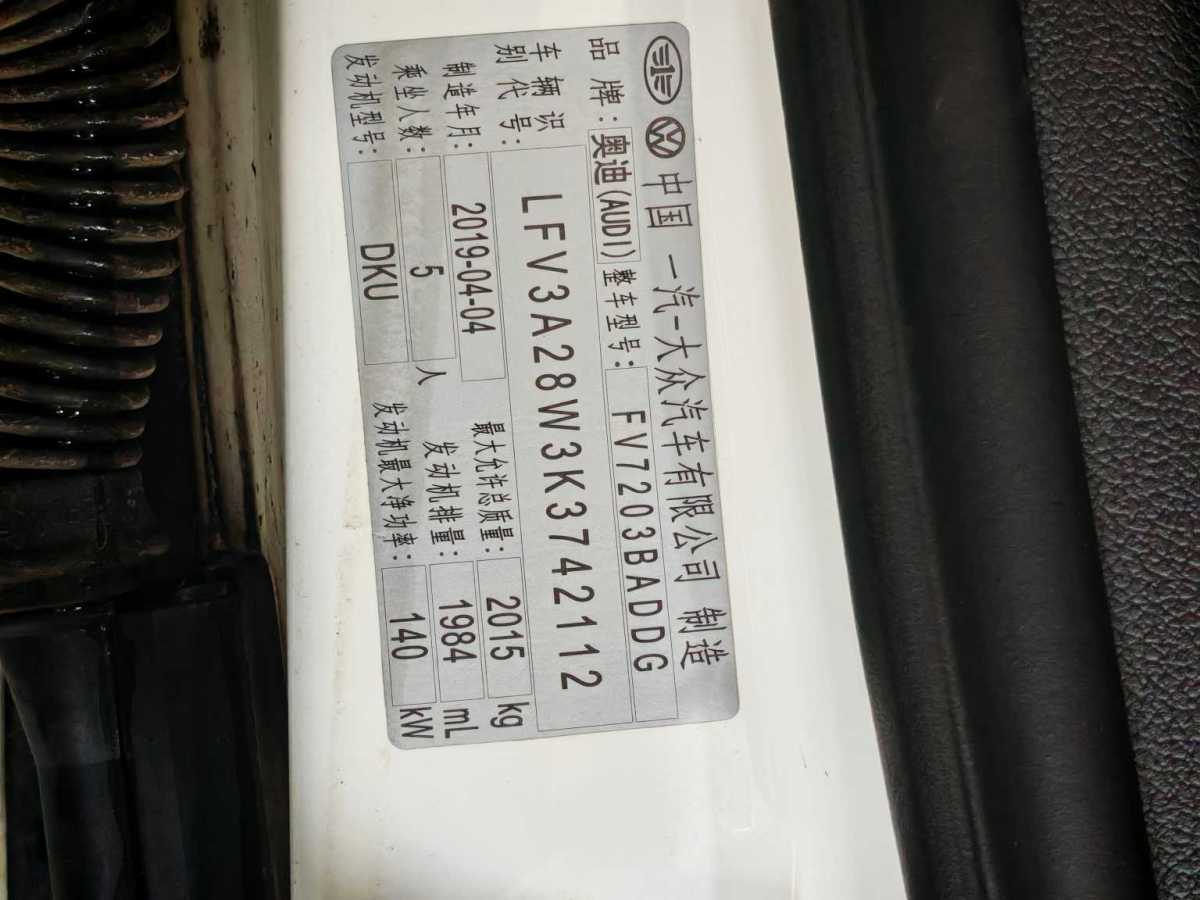 中国 一汽-大众汽车有限公司 制造
品牌:奥迪(AUDI) 整车型号:FV7203BADDG
车辆识别代号:LFV3A28W3K3742112
制造年月:2019-04-04 最大允许总质量:2015 kg
乘坐人数:5 人 发动机排量:1984 mL
发动机型号:DKU 发动机最大净功率:140 kW